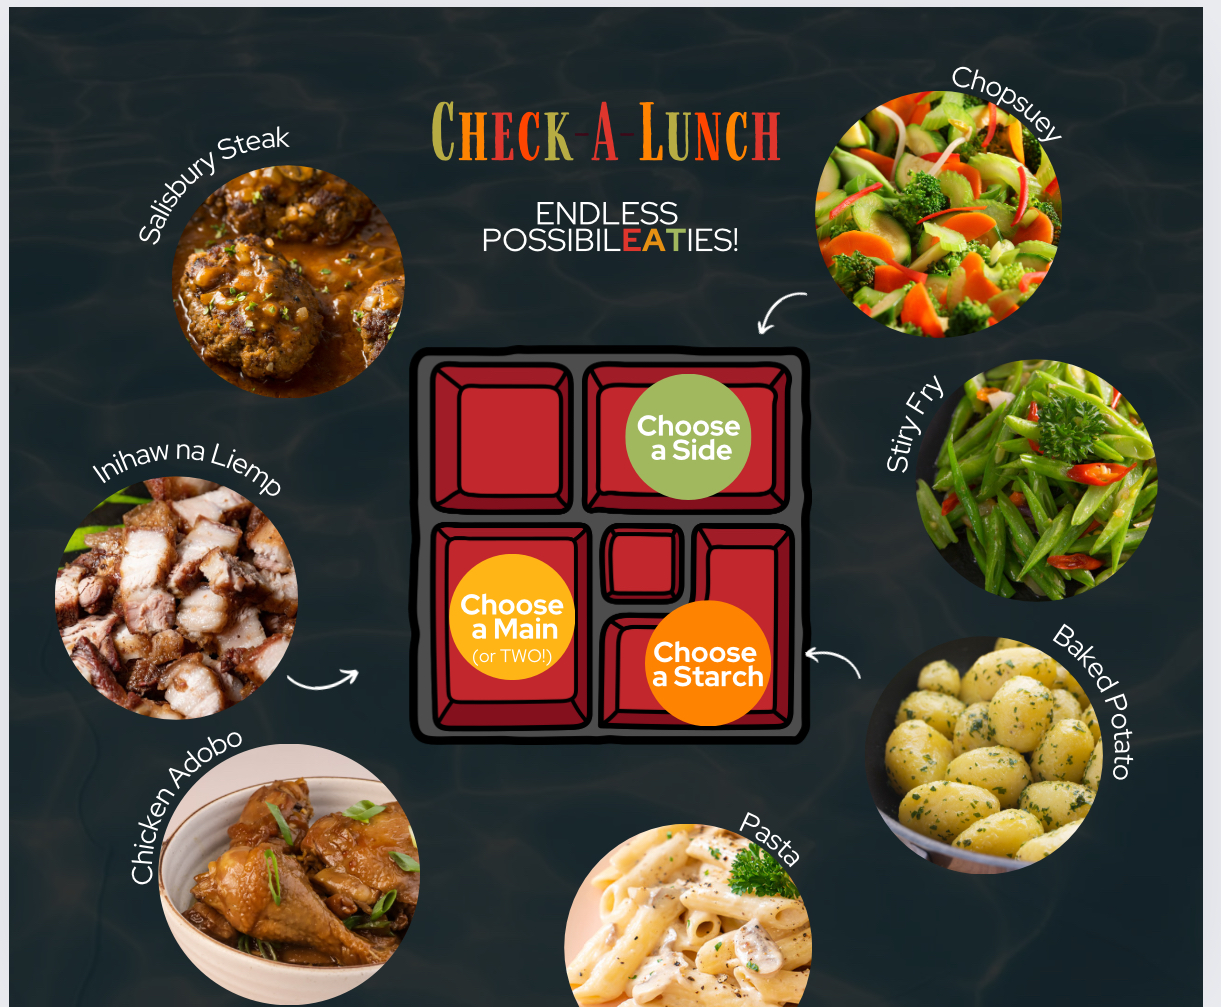 CHECK-A-LUNCH
ENDLESS
POSSIBILEATIES!
Salisbury Steak
Chopsuey
Inihaw na Liemp
Stiry Fry
Choose
a Side
Choose
a Main
(or TWO!)
Choose
a Starch
Baked Potato
Chicken Adobo
Pasta